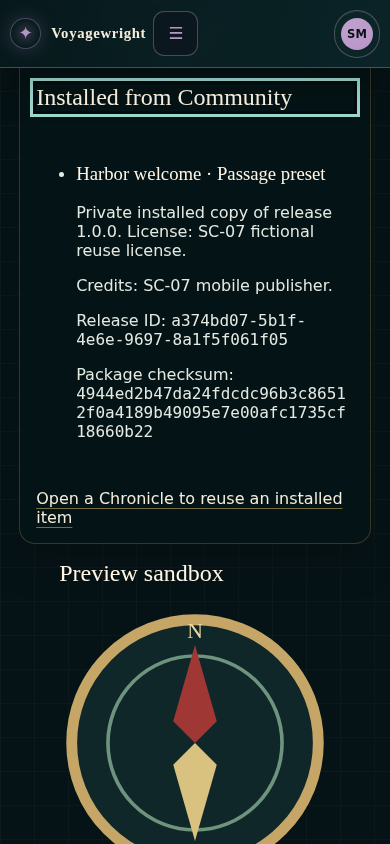 Voyagewright
☰
SM
Installed from Community
• Harbor welcome · Passage preset
Private installed copy of release
1.0.0. License: SC-07 fictional
reuse license.
Credits: SC-07 mobile publisher.
Release ID: a374bd07-5b1f-
4e6e-9697-8a1f5f061f05
Package checksum:
4944ed2b47da24fdcdc96b3c8651
2f0a4189b49095e7e00afc1735cf
18660b22
Open a Chronicle to reuse an installed
item
Preview sandbox
N